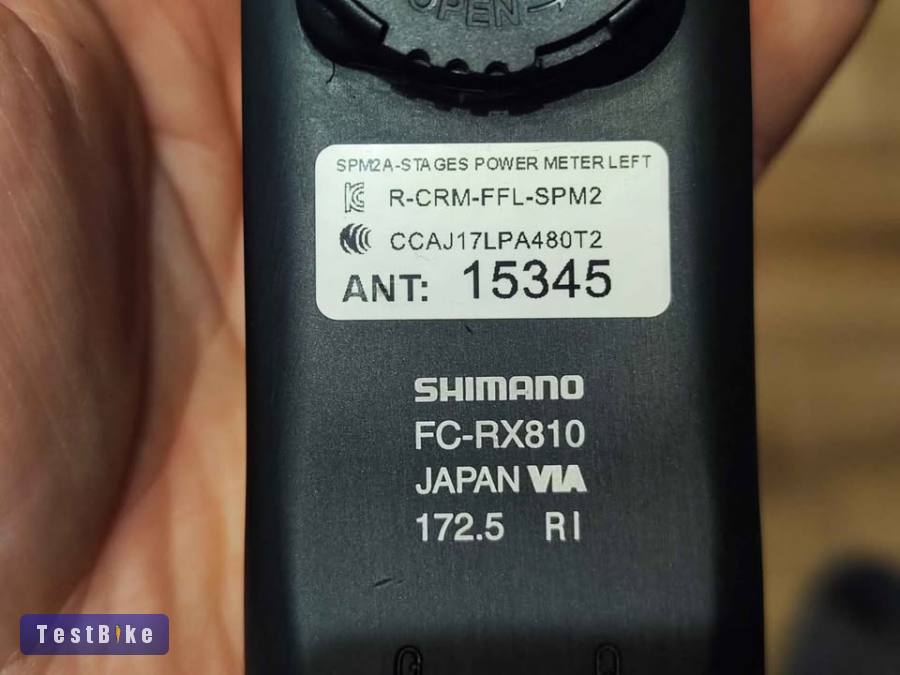 OPEN
SPM2A-STAGES POWER METER LEFT
R-CRM-FFL-SPM2
CCAJ17LPA480T2
ANT: 15345
SHIMANO
FC-RX810
JAPAN VIA
172.5 RI
TestBike